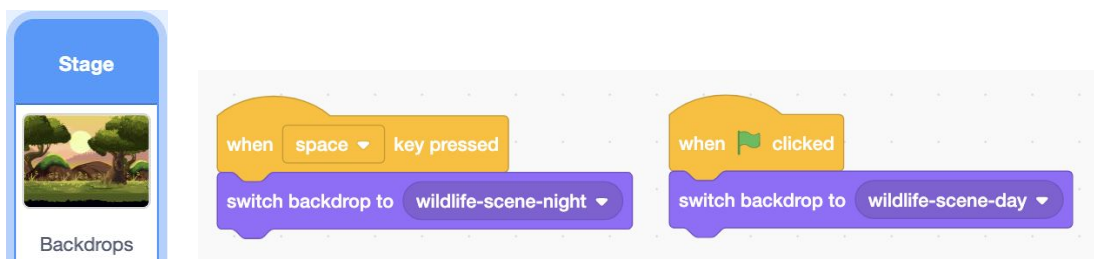 Stage
Backdrops
when space key pressed
switch backdrop to wildlife-scene-night
when clicked
switch backdrop to wildlife-scene-day